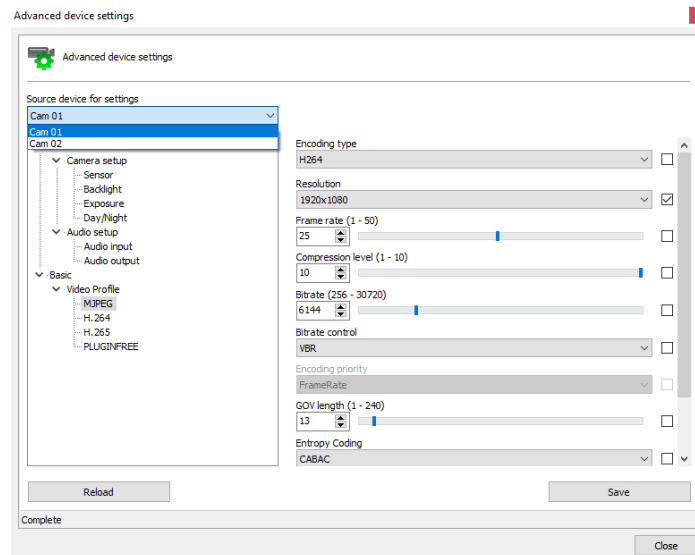 Advanced device settings
Advanced device settings
Source device for settings
Cam 01
Cam 01
Cam 02
Camera setup
Sensor
Backlight
Exposure
Day/Night
Audio setup
Audio input
Audio output
Basic
Video Profile
MJPEG
H.264
H.265
PLUGINFREE
Encoding type
H264
Resolution
1920x1080
Frame rate (1 - 50)
25
Compression level (1 - 10)
10
Bitrate (256 - 30720)
6144
Bitrate control
VBR
Encoding priority
FrameRate
GOV length (1 - 240)
13
Entropy Coding
CABAC
Reload
Save
Complete
Close